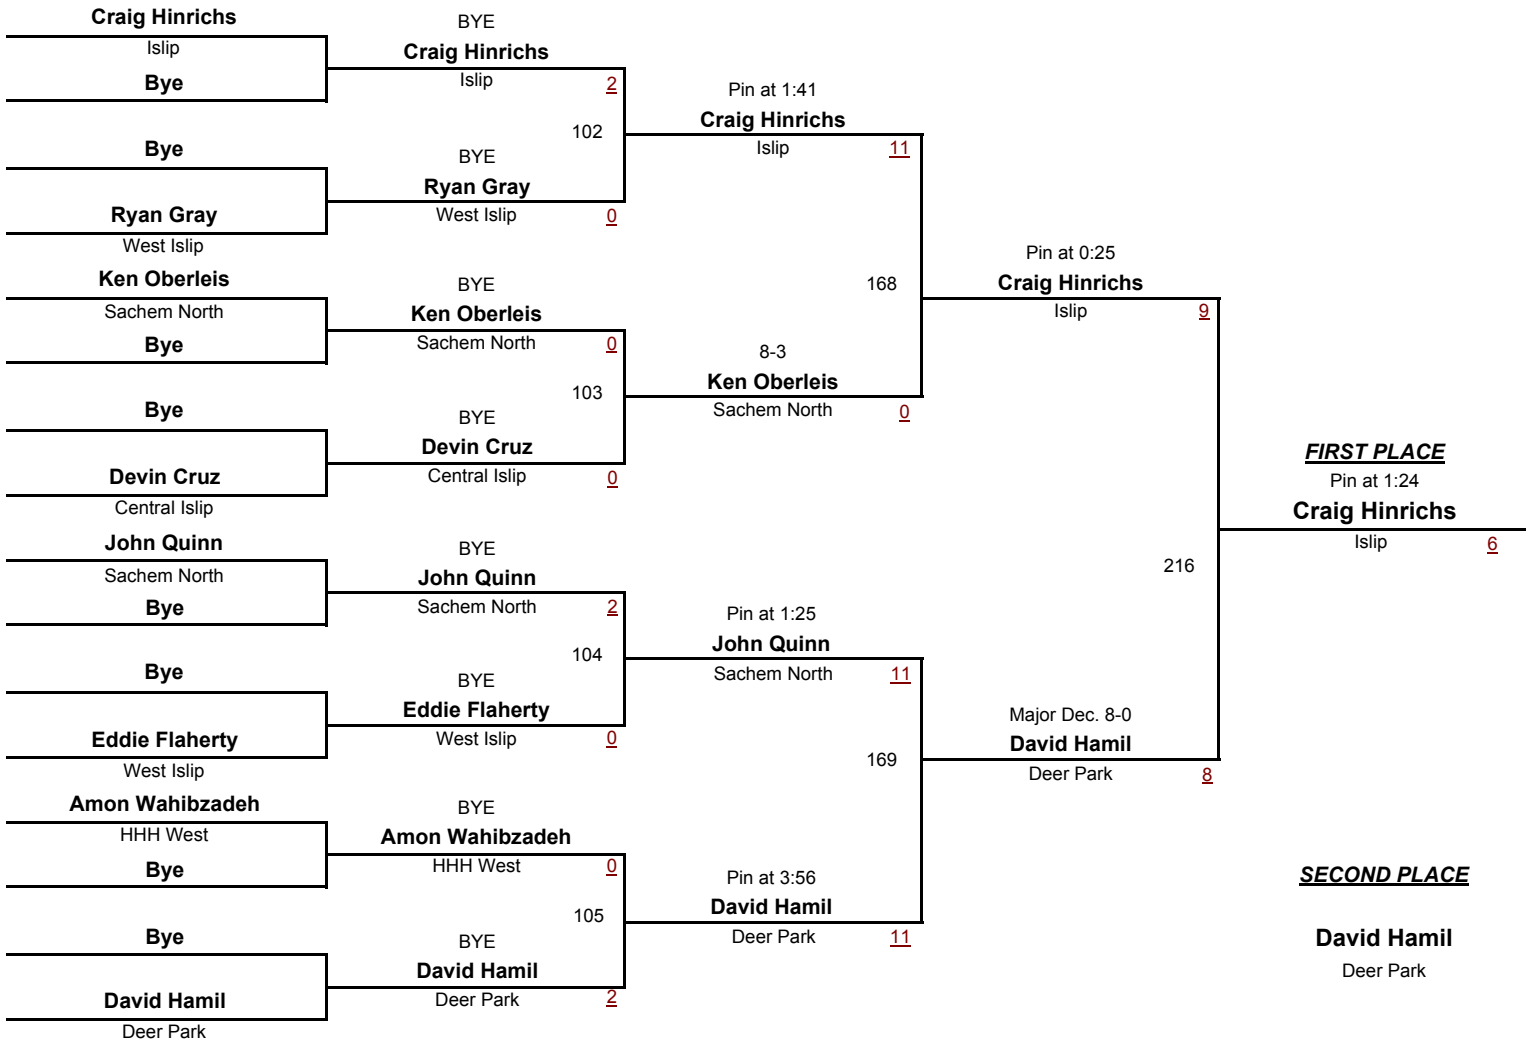 Craig Hinrichs
Islip
Bye
Bye
Ryan Gray
West Islip
Ken Oberleis
Sachem North
Bye
Bye
Devin Cruz
Central Islip
John Quinn
Sachem North
Bye
Bye
Eddie Flaherty
West Islip
Amon Wahibzadeh
HHH West
Bye
Bye
David Hamil
Deer Park
BYE
Craig Hinrichs
Islip 2
102
BYE
Ryan Gray
West Islip 0
BYE
Ken Oberleis
Sachem North 0
103
BYE
Devin Cruz
Central Islip 0
BYE
John Quinn
Sachem North 2
104
BYE
Eddie Flaherty
West Islip 0
BYE
Amon Wahibzadeh
HHH West 0
105
BYE
David Hamil
Deer Park 2
Pin at 1:41
Craig Hinrichs
Islip 11
168
8-3
Ken Oberleis
Sachem North 0
Pin at 1:25
John Quinn
Sachem North 11
169
Pin at 3:56
David Hamil
Deer Park 11
Pin at 0:25
Craig Hinrichs
Islip 9
216
Major Dec. 8-0
David Hamil
Deer Park 8
FIRST PLACE
Pin at 1:24
Craig Hinrichs
Islip 6
SECOND PLACE
David Hamil
Deer Park